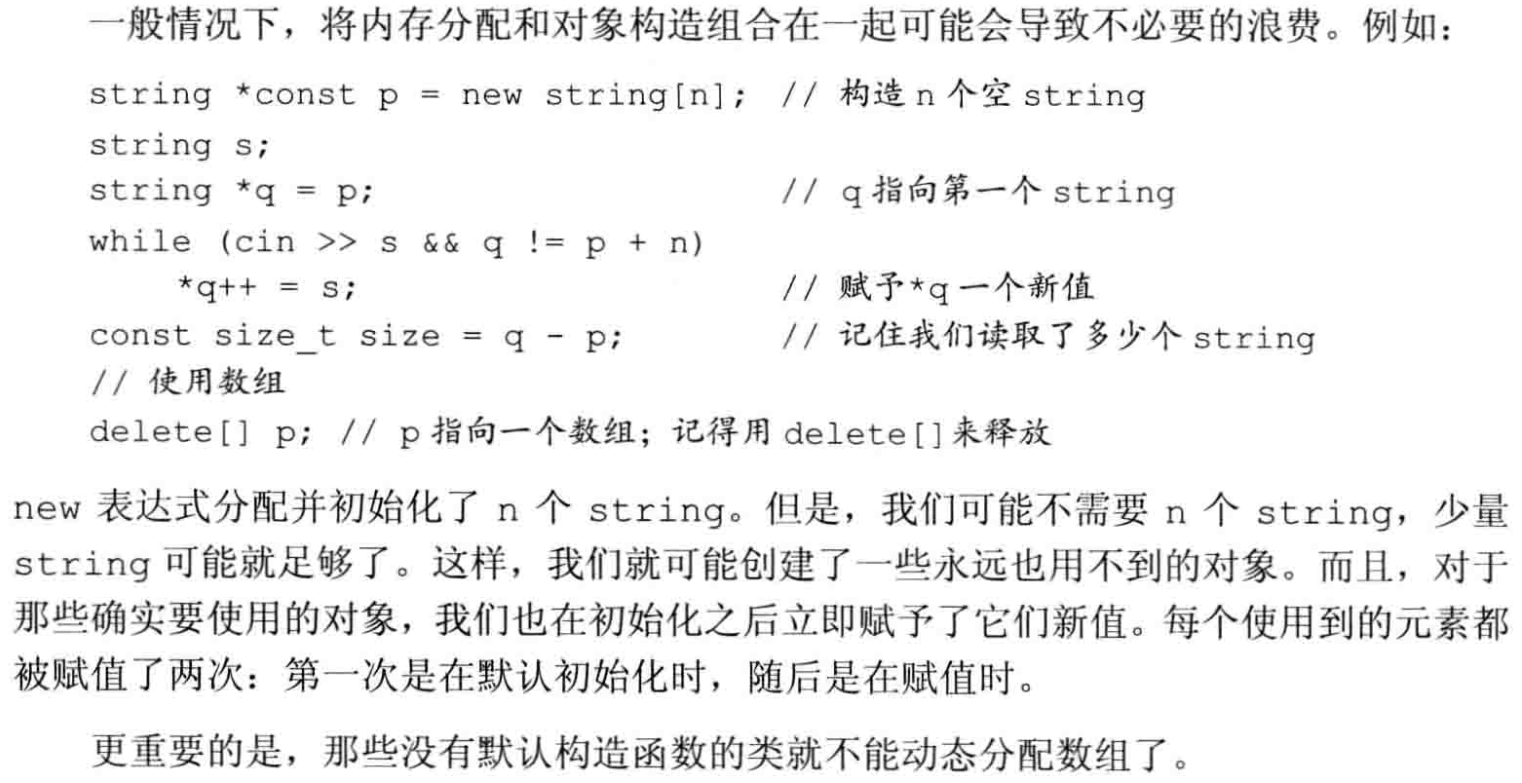 一般情况下，将内存分配和对象构造组合在一起可能会导致不必要的浪费。例如：
string *const p = new string[n]; // 构造 n 个空 string
string s;
string *q = p; // q 指向第一个 string
while (cin >> s && q != p + n)
*q++ = s; // 赋予*q 一个新值
const size_t size = q - p; // 记住我们读取了多少个 string
// 使用数组
delete[] p; // p 指向一个数组；记得用 delete[]来释放
new 表达式分配并初始化了 n 个 string。但是，我们可能不需要 n 个 string，少量
string 可能就足够了。这样，我们就可能创建了一些永远也用不到的对象。而且，对于
那些确实要使用的对象，我们也在初始化之后立即赋予了它们新值。每个使用到的元素都
被赋值了两次：第一次是在默认初始化时，随后是在赋值时。
更重要的是，那些没有默认构造函数的类就不能动态分配数组了。